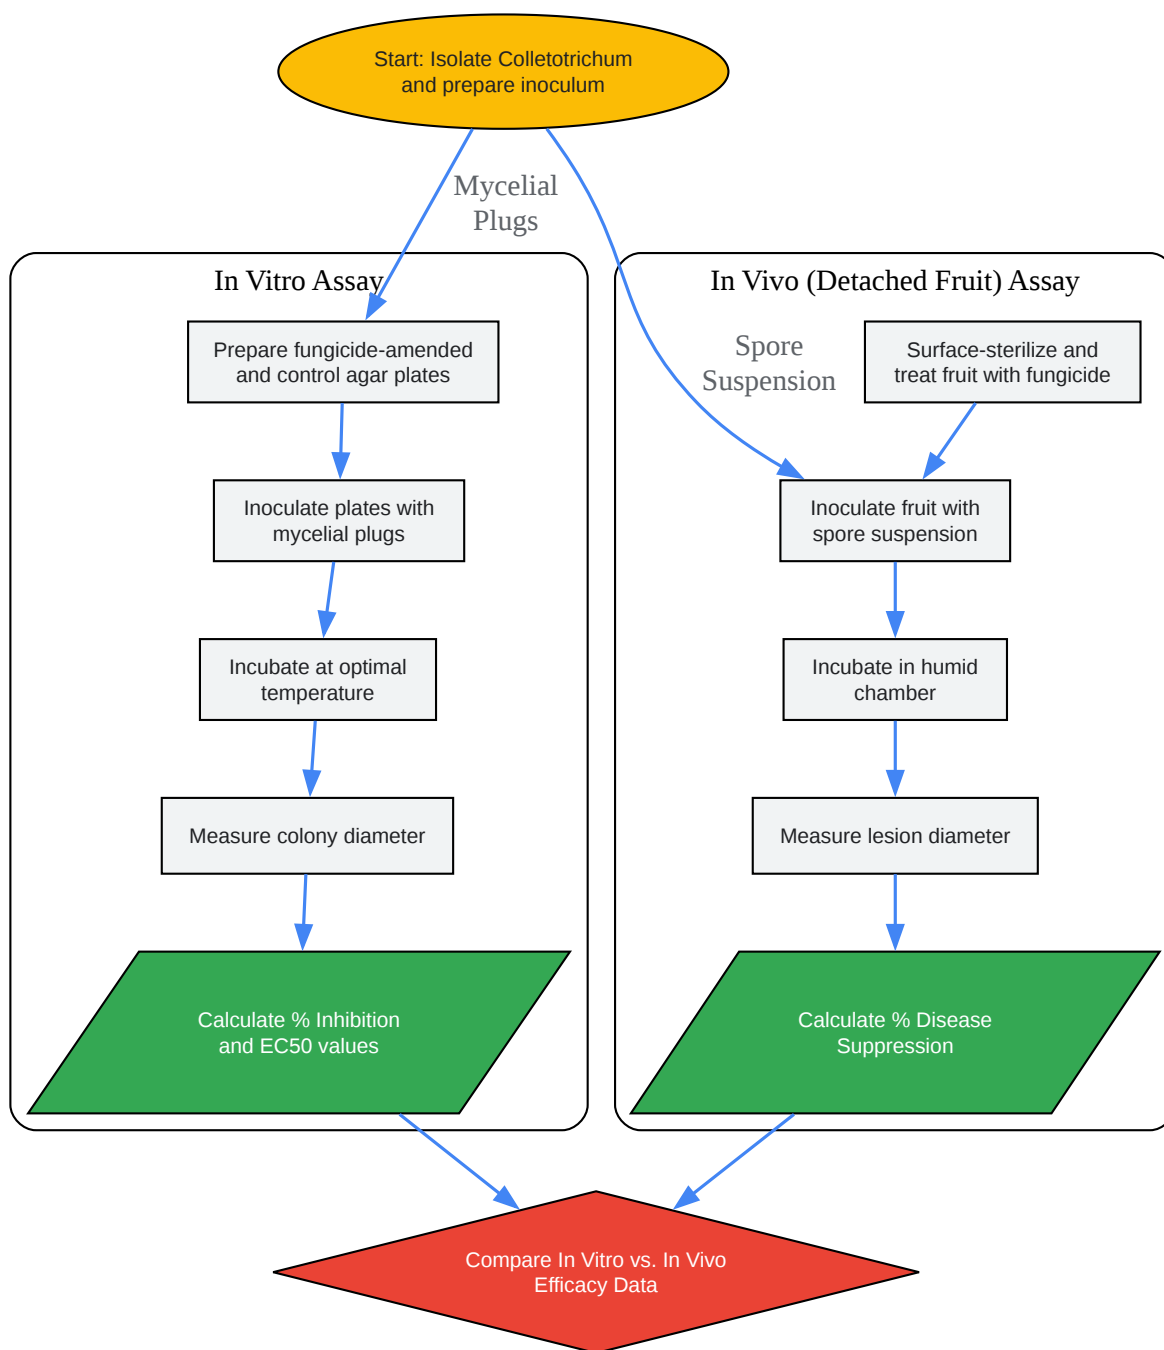 Start: Isolate Colletotrichum
and prepare inoculum
Mycelial
Plugs
In Vitro Assay
Prepare fungicide-amended
and control agar plates
Inoculate plates with
mycelial plugs
Incubate at optimal
temperature
Measure colony diameter
Calculate % Inhibition
and EC50 values
In Vivo (Detached Fruit) Assay
Spore
Suspension
Surface-sterilize and
treat fruit with fungicide
Inoculate fruit with
spore suspension
Incubate in humid
chamber
Measure lesion diameter
Calculate % Disease
Suppression
Compare In Vitro vs. In Vivo
Efficacy Data